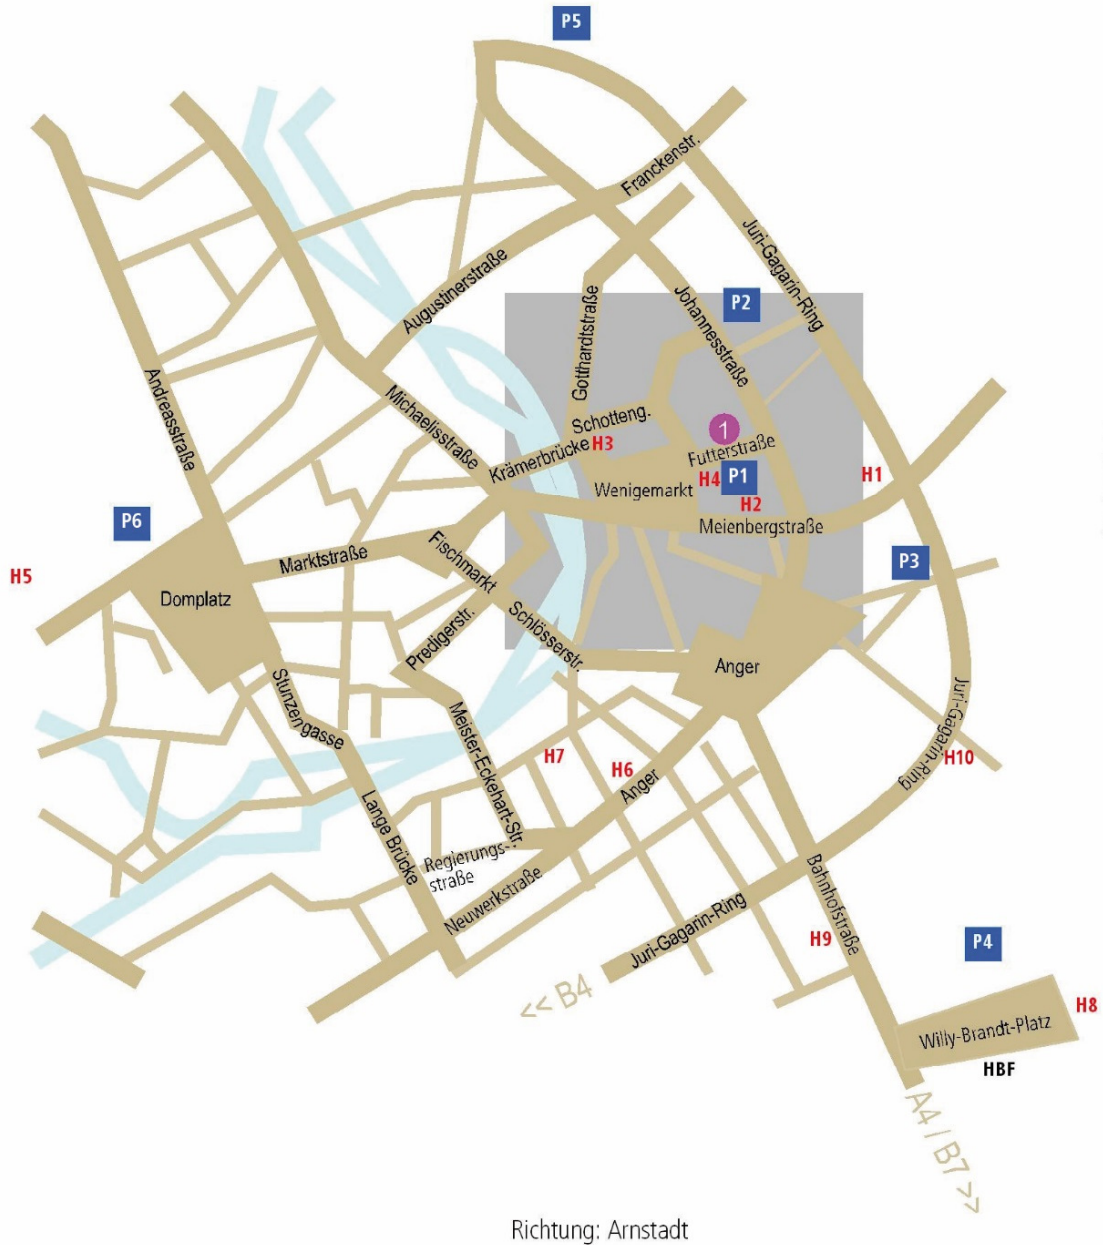 P5
Franckenstr.
Juri-Gagarin-Ring
Augustinerstraße
Gotthardtstraße
Johannesstraße
P2
Andreasstraße
Michaelisstraße
Schotteng.
1
Krämerbrücke
H3
Futterstraße
H4
P1
H1
Wenigemarkt
H2
Meienbergstraße
P6
H5
Marktstraße
Fischmarkt
P3
Domplatz
Predigerstr.
Schlösserstr.
Anger
Stunzengasse
Meister-Eckehart-Str.
Juri-Gagarin-Ring
H7
H6
Anger
H10
Lange Brücke
Regierungs-
straße
Neuwerkstraße
Bahnhofstraße
Juri-Gagarin-Ring
H9
P4
<< B4
H8
Willy-Brandt-Platz
HBF
A4 / B7 >>
Richtung: Arnstadt